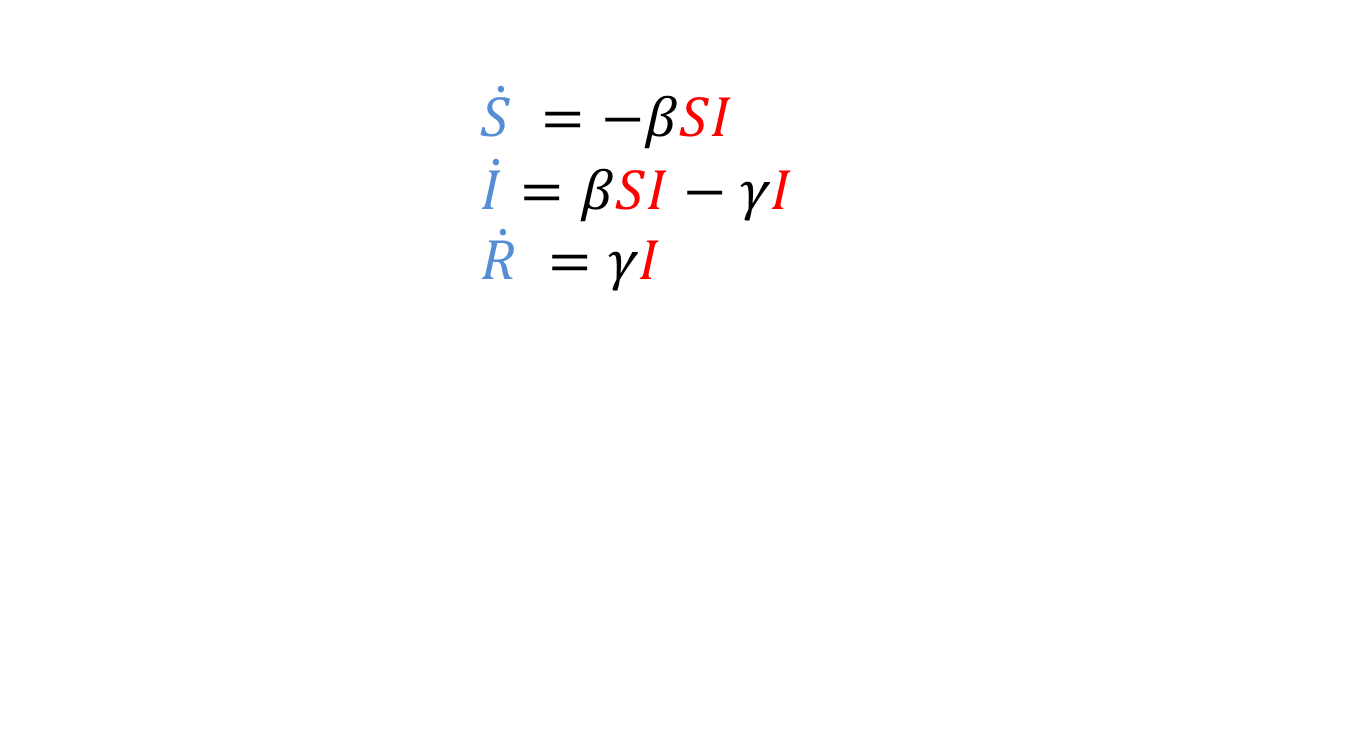 Ṡ = −βSI
İ = βSI − γI
Ṙ = γI